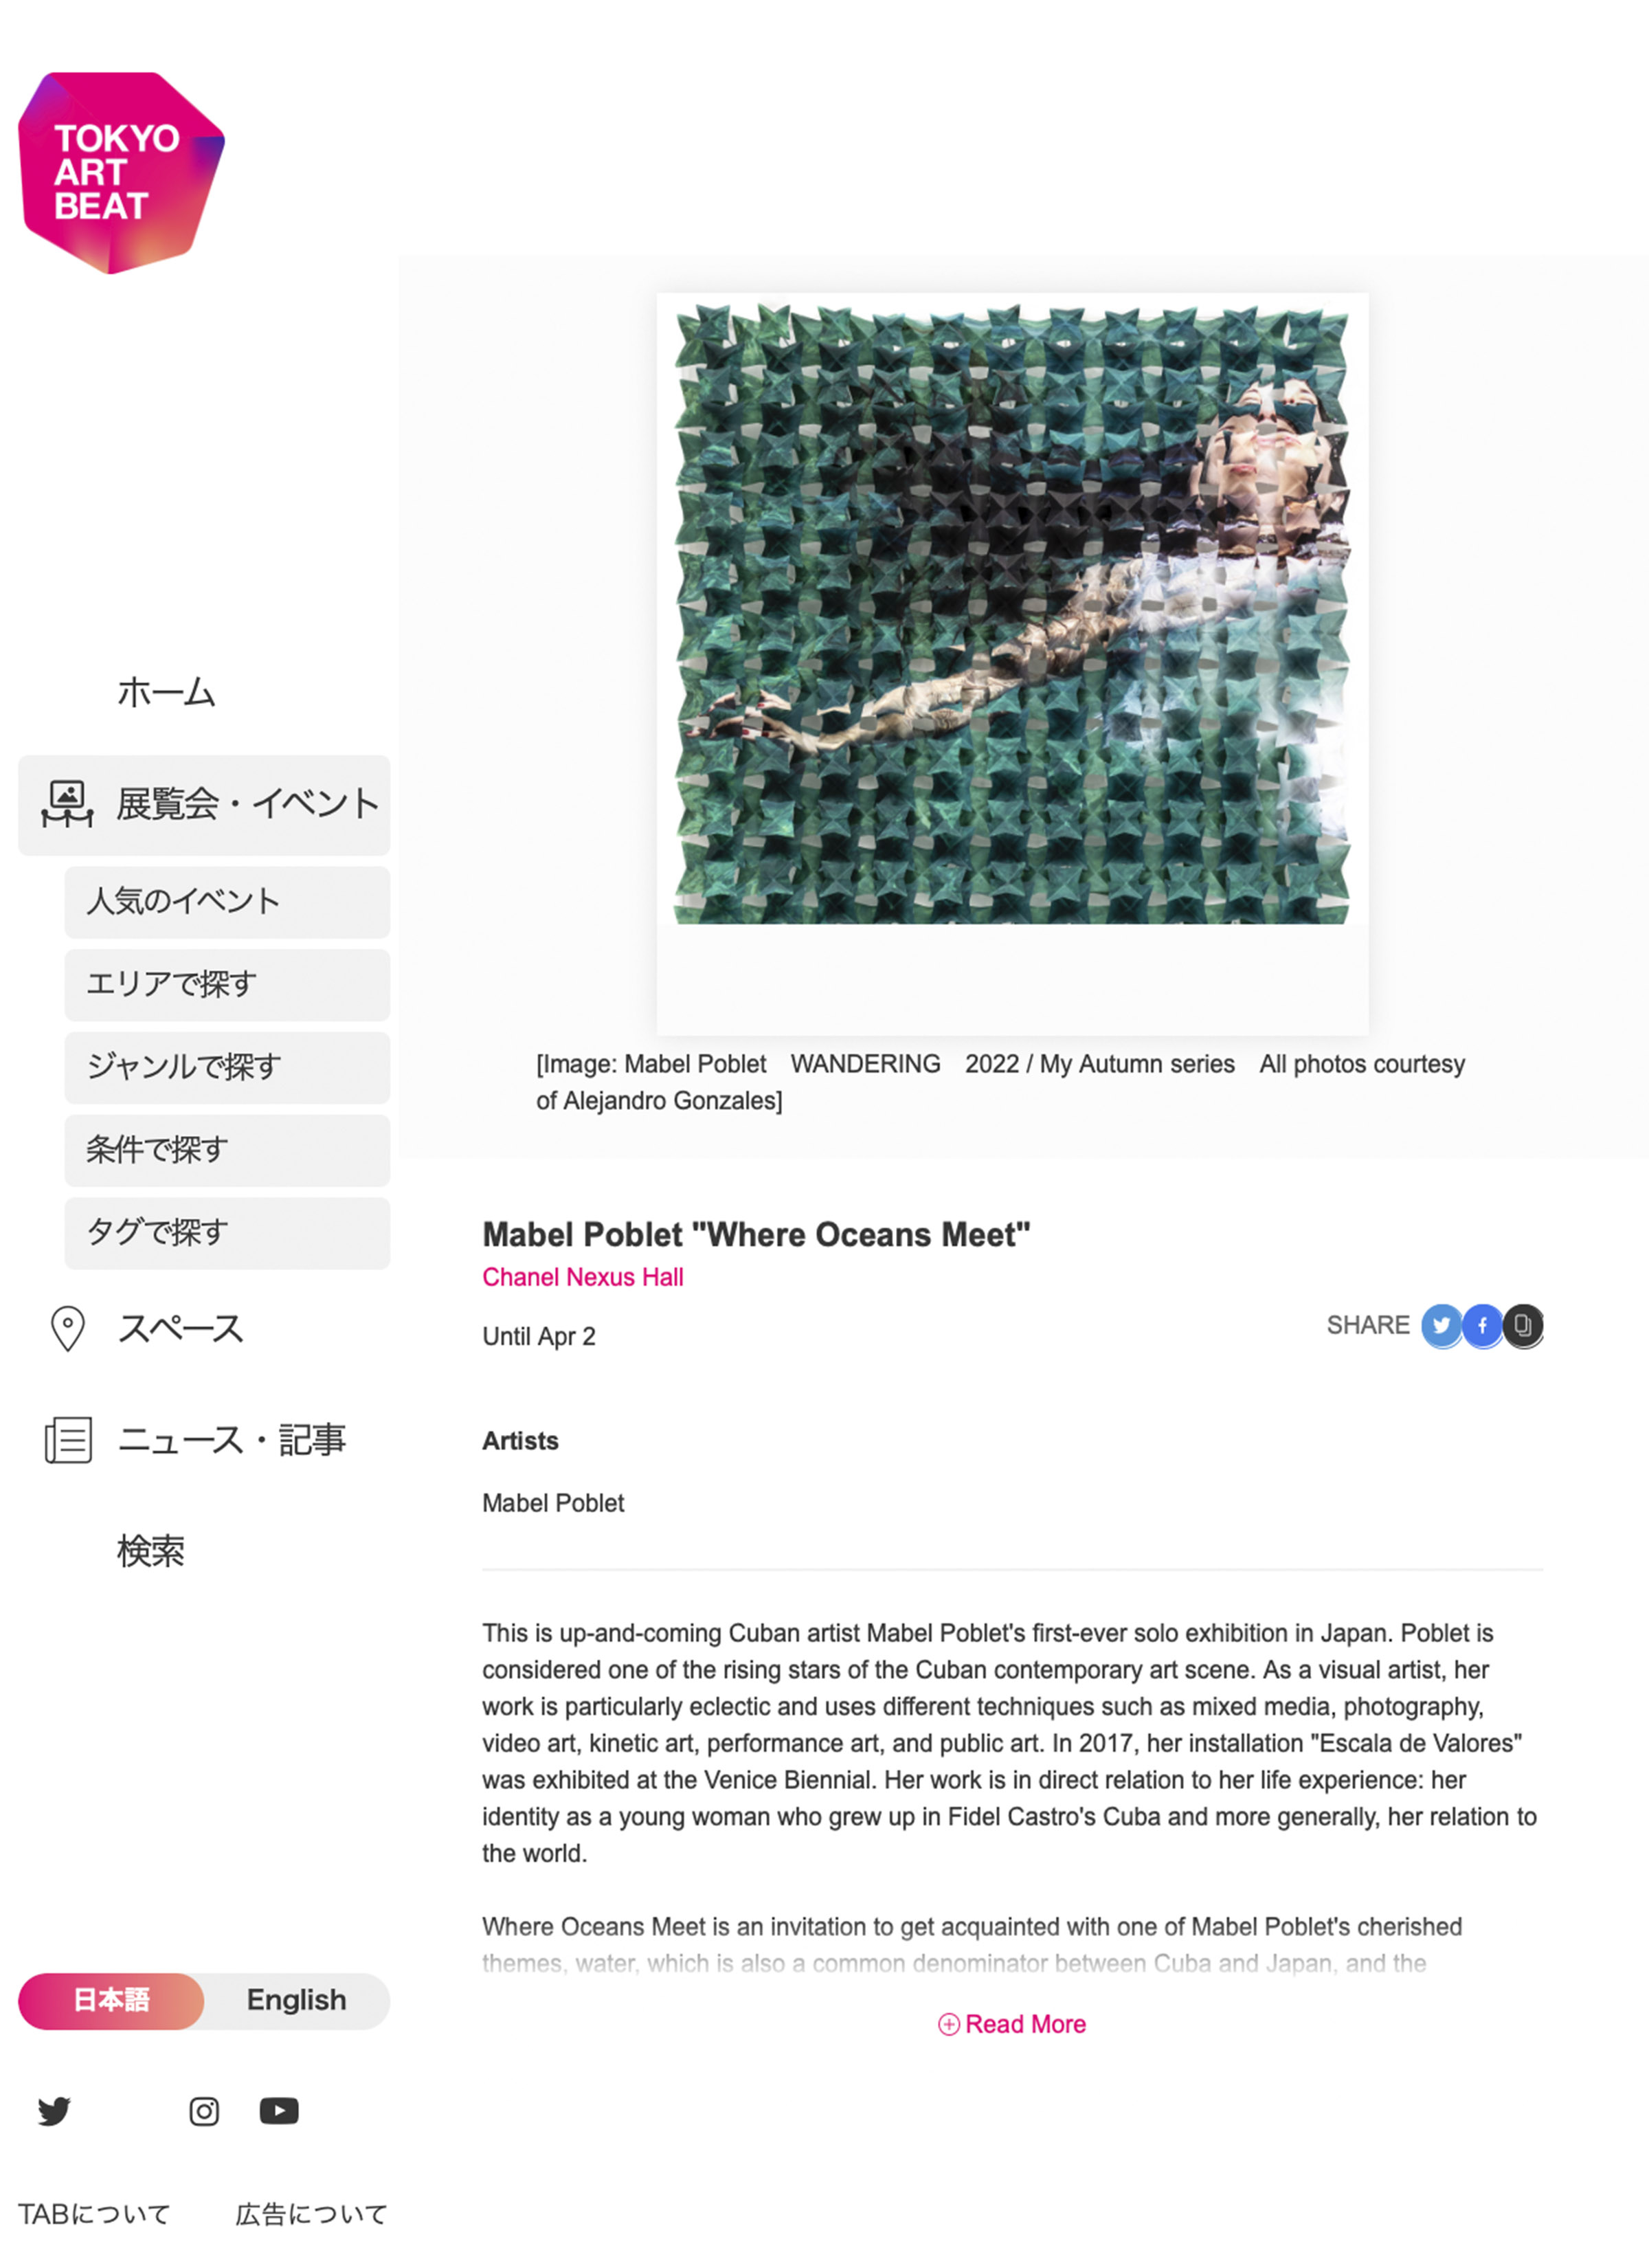 TOKYO
ART
BEAT
ホーム
展覧会・イベント
人気のイベント
エリアで探す
ジャンルで探す
条件で探す
タグで探す
スペース
ニュース・記事
検索
日本語 English
TABについて 広告について
[Image: Mabel Poblet　WANDERING　2022 / My Autumn series　All photos courtesy
of Alejandro Gonzales]
Mabel Poblet "Where Oceans Meet"
Chanel Nexus Hall
Until Apr 2
SHARE
Artists
Mabel Poblet
This is up-and-coming Cuban artist Mabel Poblet's first-ever solo exhibition in Japan. Poblet is
considered one of the rising stars of the Cuban contemporary art scene. As a visual artist, her
work is particularly eclectic and uses different techniques such as mixed media, photography,
video art, kinetic art, performance art, and public art. In 2017, her installation "Escala de Valores"
was exhibited at the Venice Biennial. Her work is in direct relation to her life experience: her
identity as a young woman who grew up in Fidel Castro's Cuba and more generally, her relation to
the world.
Where Oceans Meet is an invitation to get acquainted with one of Mabel Poblet's cherished
themes, water, which is also a common denominator between Cuba and Japan, and the
Read More